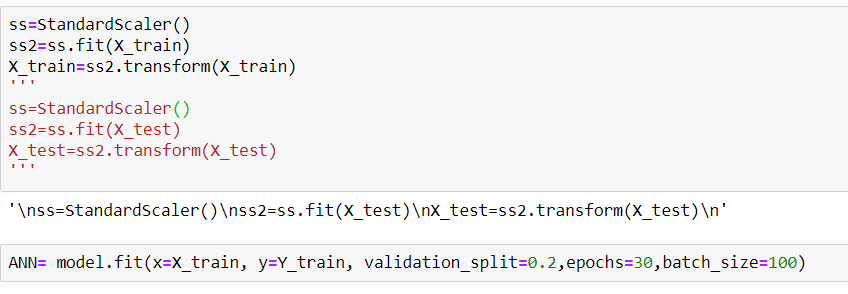 ss=StandardScaler()
ss2=ss.fit(X_train)
X_train=ss2.transform(X_train)
'''
ss=StandardScaler()
ss2=ss.fit(X_test)
X_test=ss2.transform(X_test)
'''
'\nss=StandardScaler()\nss2=ss.fit(X_test)\nX_test=ss2.transform(X_test)\n'
ANN= model.fit(x=X_train, y=Y_train, validation_split=0.2,epochs=30,batch_size=100)